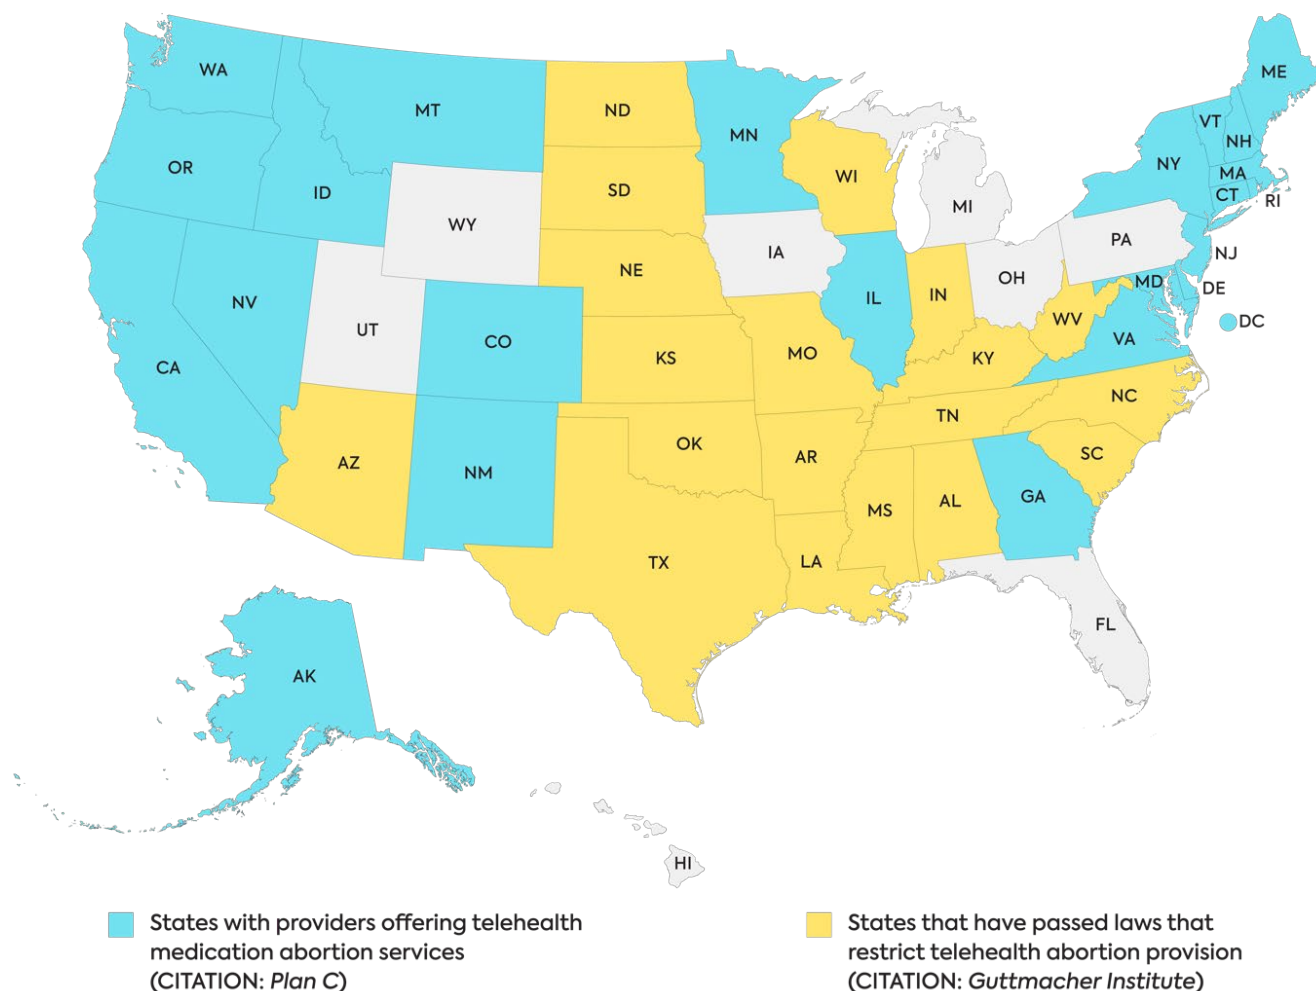 WA
MT
ND
MN
ME
VT
NH
OR
ID
SD
WI
NY
MA
CT
RI
WY
MI
IA
PA
NE
OH
NJ
NV
UT
CO
IL
IN
MD
DE
WV
DC
VA
CA
KS
MO
KY
NC
TN
AZ
NM
OK
AR
SC
MS
AL
GA
TX
LA
FL
AK
HI
States with providers offering telehealth
medication abortion services
(CITATION: Plan C)
States that have passed laws that
restrict telehealth abortion provision
(CITATION: Guttmacher Institute)